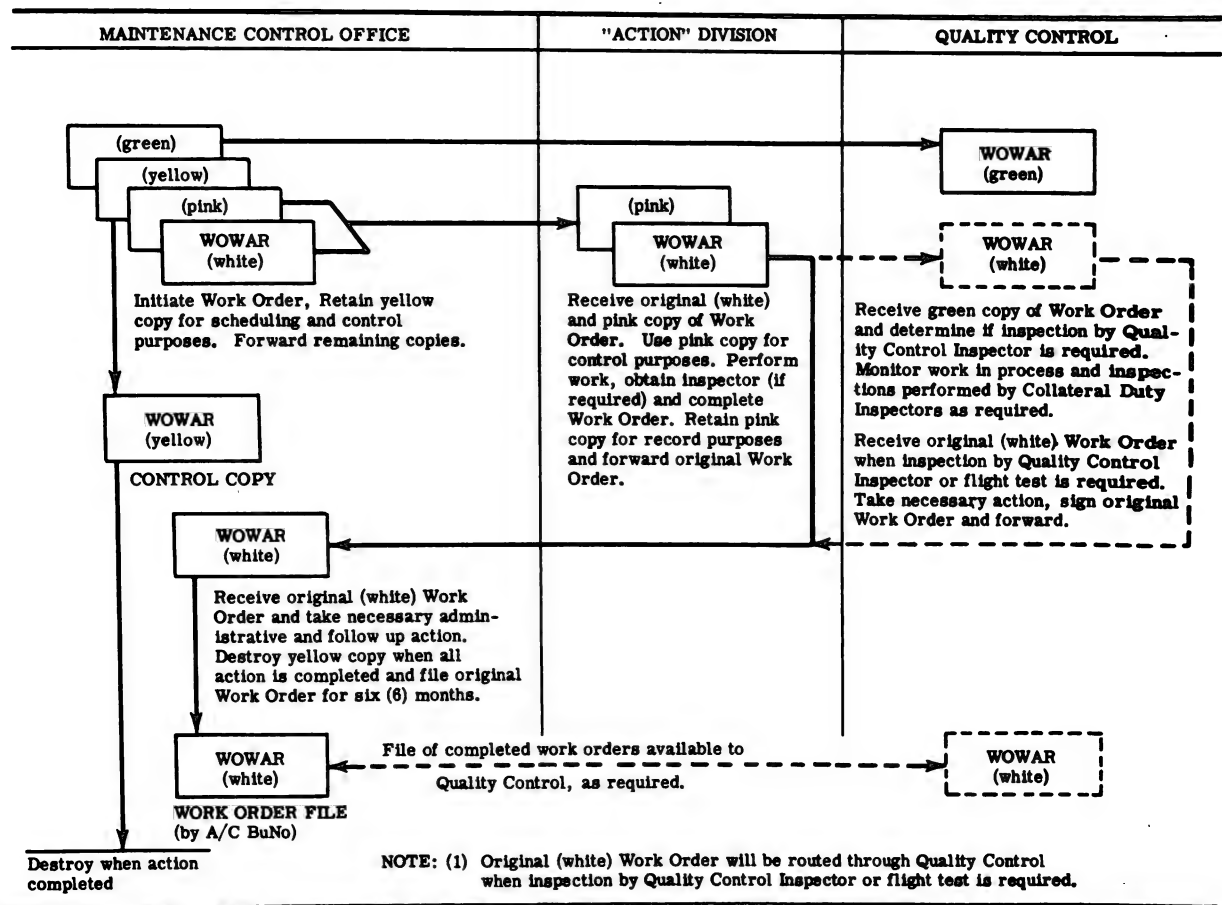 MAINTENANCE CONTROL OFFICE
"ACTION" DIVISION
QUALITY CONTROL
(green)
(yellow)
(pink)
WOWAR
(white)
Initiate Work Order, Retain yellow
copy for scheduling and control
purposes. Forward remaining copies.
WOWAR
(yellow)
CONTROL COPY
(pink)
WOWAR
(white)
Receive original (white)
and pink copy of Work
Order. Use pink copy for
control purposes. Perform
work, obtain inspector (if
required) and complete
Work Order. Retain pink
copy for record purposes
and forward original Work
Order.
WOWAR
(green)
WOWAR
(white)
Receive green copy of Work Order
and determine if inspection by Qual-
ity Control Inspector is required.
Monitor work in process and inspec-
tions performed by Collateral Duty
Inspectors as required.
Receive original (white) Work Order
when inspection by Quality Control
Inspector or flight test is required.
Take necessary action, sign original
Work Order and forward.
WOWAR
(white)
Receive original (white) Work
Order and take necessary admin-
istrative and follow up action.
Destroy yellow copy when all
action is completed and file original
Work Order for six (6) months.
WOWAR
(white)
WORK ORDER FILE
(by A/C BuNo)
File of completed work orders available to
Quality Control, as required.
WOWAR
(white)
Destroy when action
completed
NOTE: (1) Original (white) Work Order will be routed through Quality Control
when inspection by Quality Control Inspector or flight test is required.